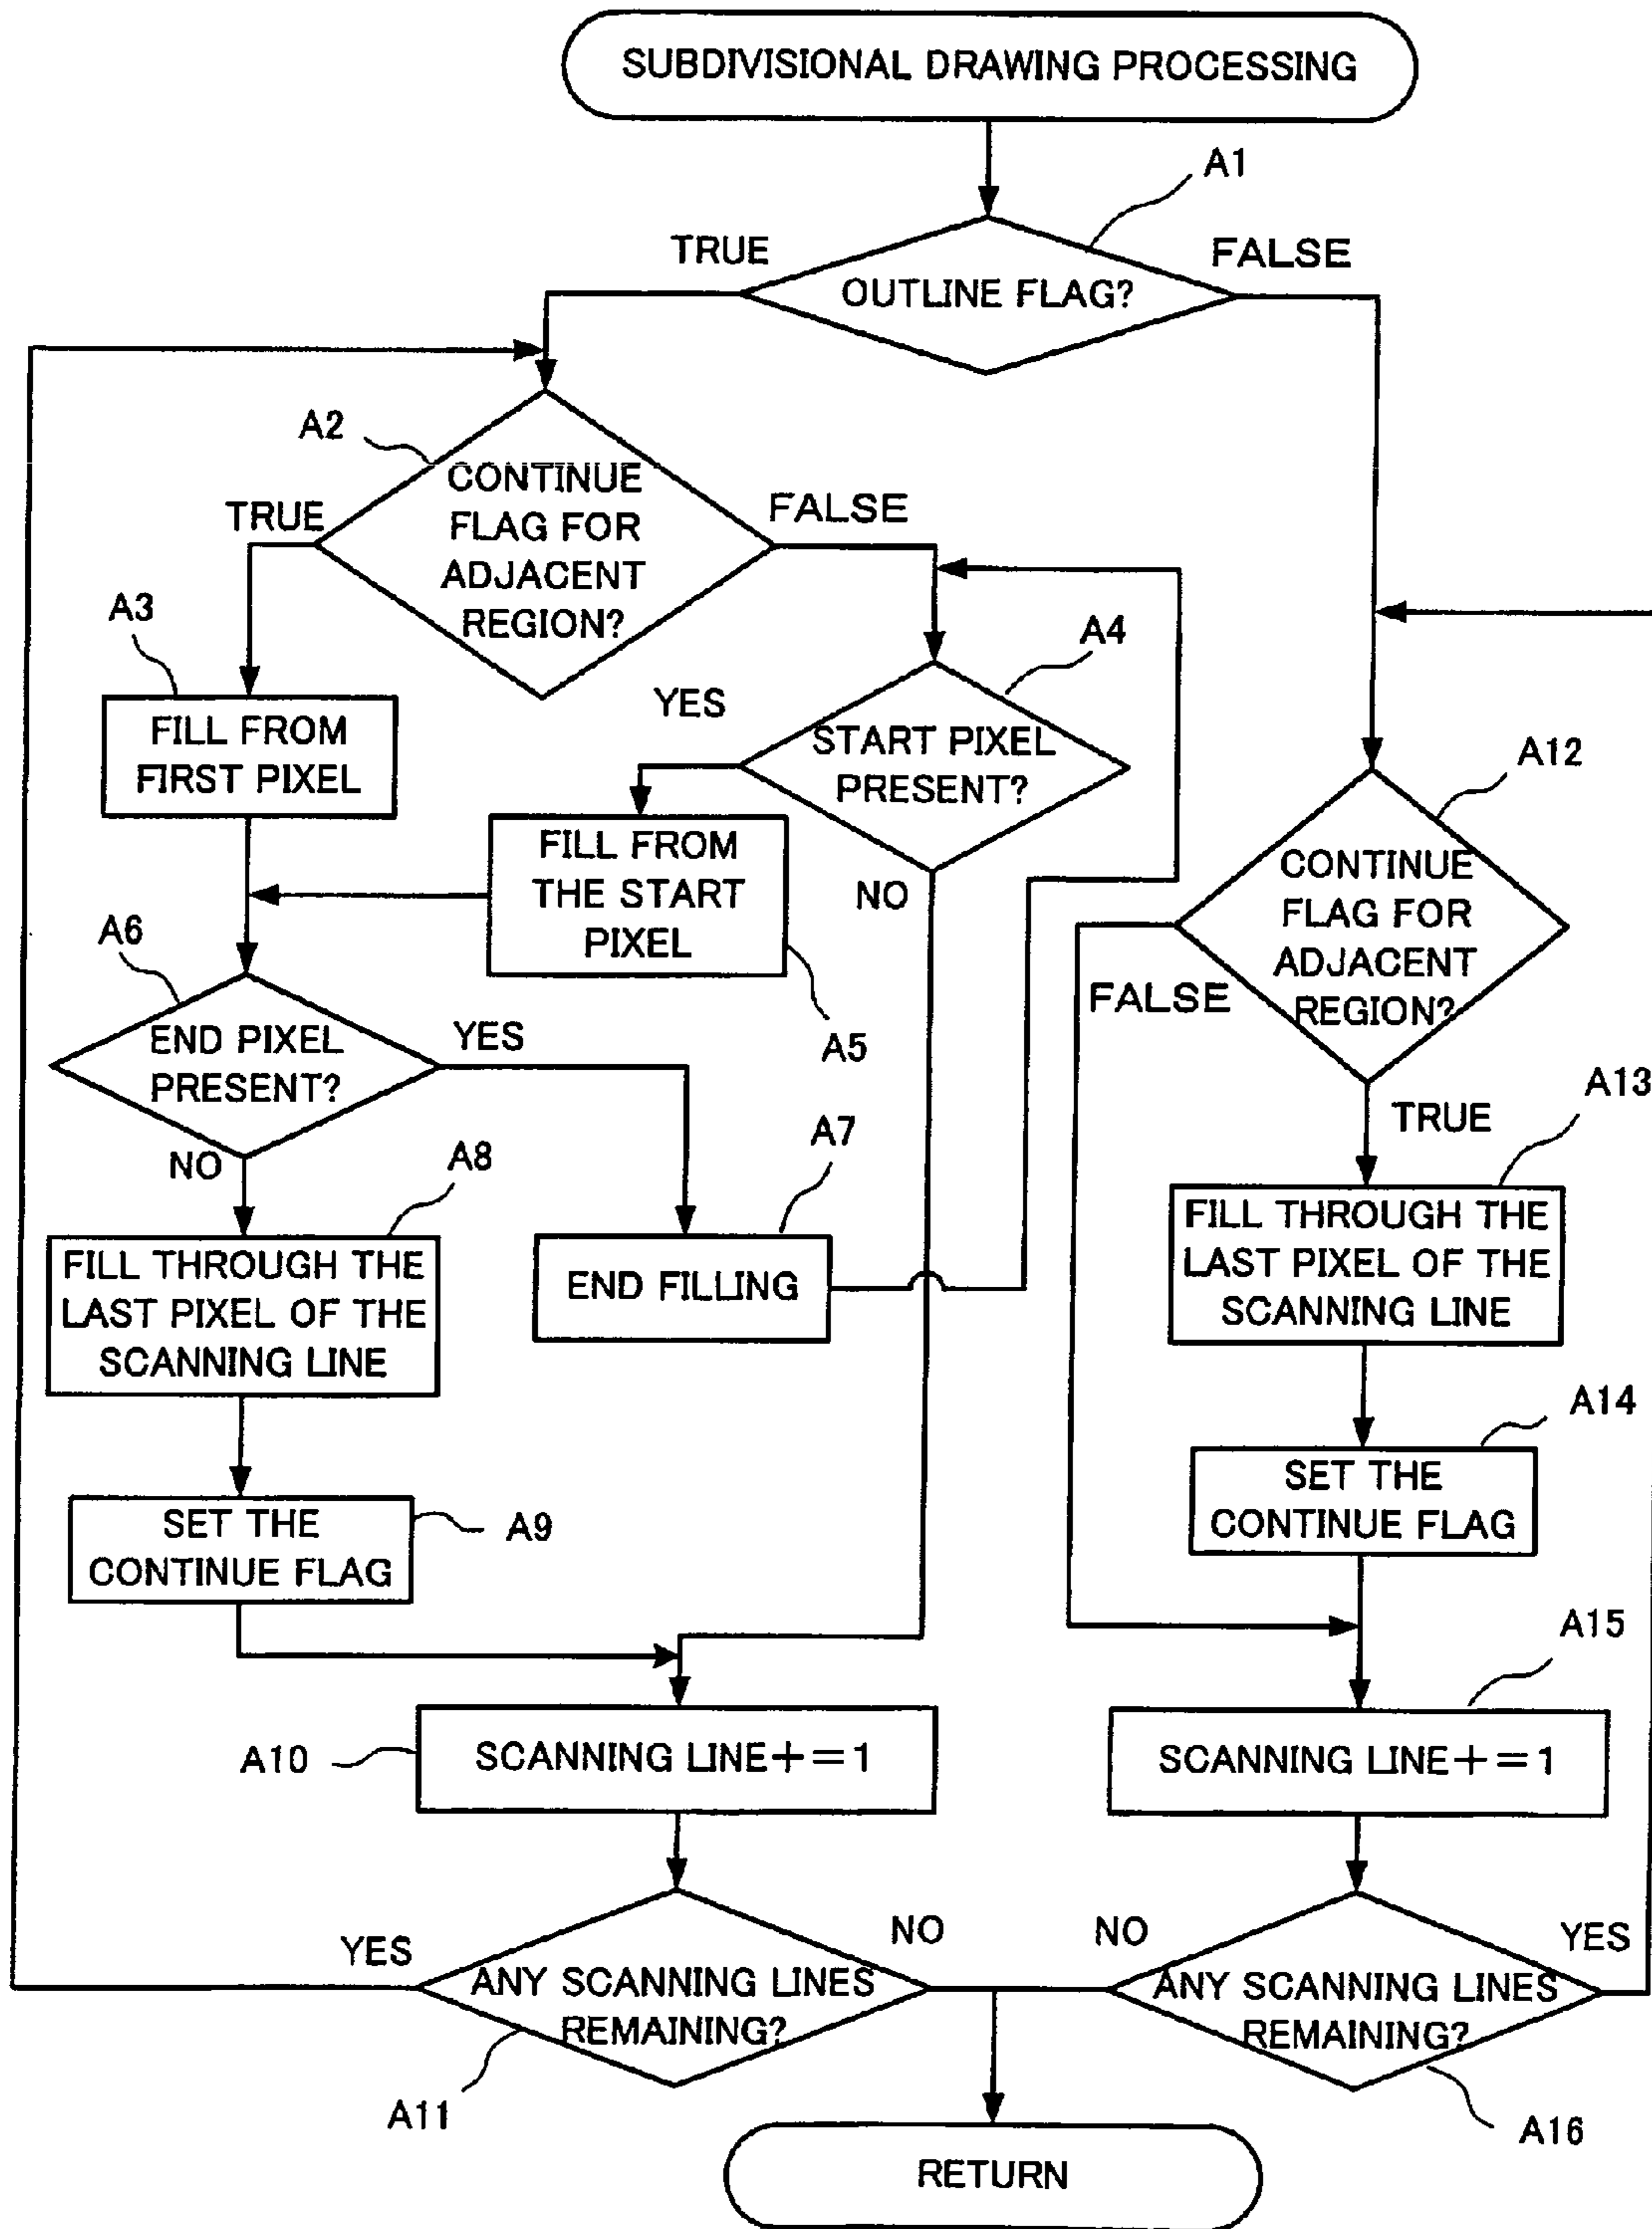 SUBDIVISIONAL DRAWING PROCESSING
A1
TRUE
FALSE
OUTLINE FLAG?
A2
CONTINUE
FLAG FOR
ADJACENT
REGION?
TRUE
FALSE
A3
FILL FROM
FIRST PIXEL
A4
YES
START PIXEL
PRESENT?
NO
FILL FROM
THE START
PIXEL
A5
A6
END PIXEL
PRESENT?
YES
NO
A7
END FILLING
A8
FILL THROUGH THE
LAST PIXEL OF THE
SCANNING LINE
SET THE
CONTINUE FLAG
A9
A10
SCANNING LINE+=1
YES
NO
ANY SCANNING LINES
REMAINING?
A11
A12
CONTINUE
FLAG FOR
ADJACENT
REGION?
FALSE
TRUE
A13
FILL THROUGH THE
LAST PIXEL OF THE
SCANNING LINE
A14
SET THE
CONTINUE FLAG
A15
SCANNING LINE+=1
NO
YES
ANY SCANNING LINES
REMAINING?
A16
RETURN